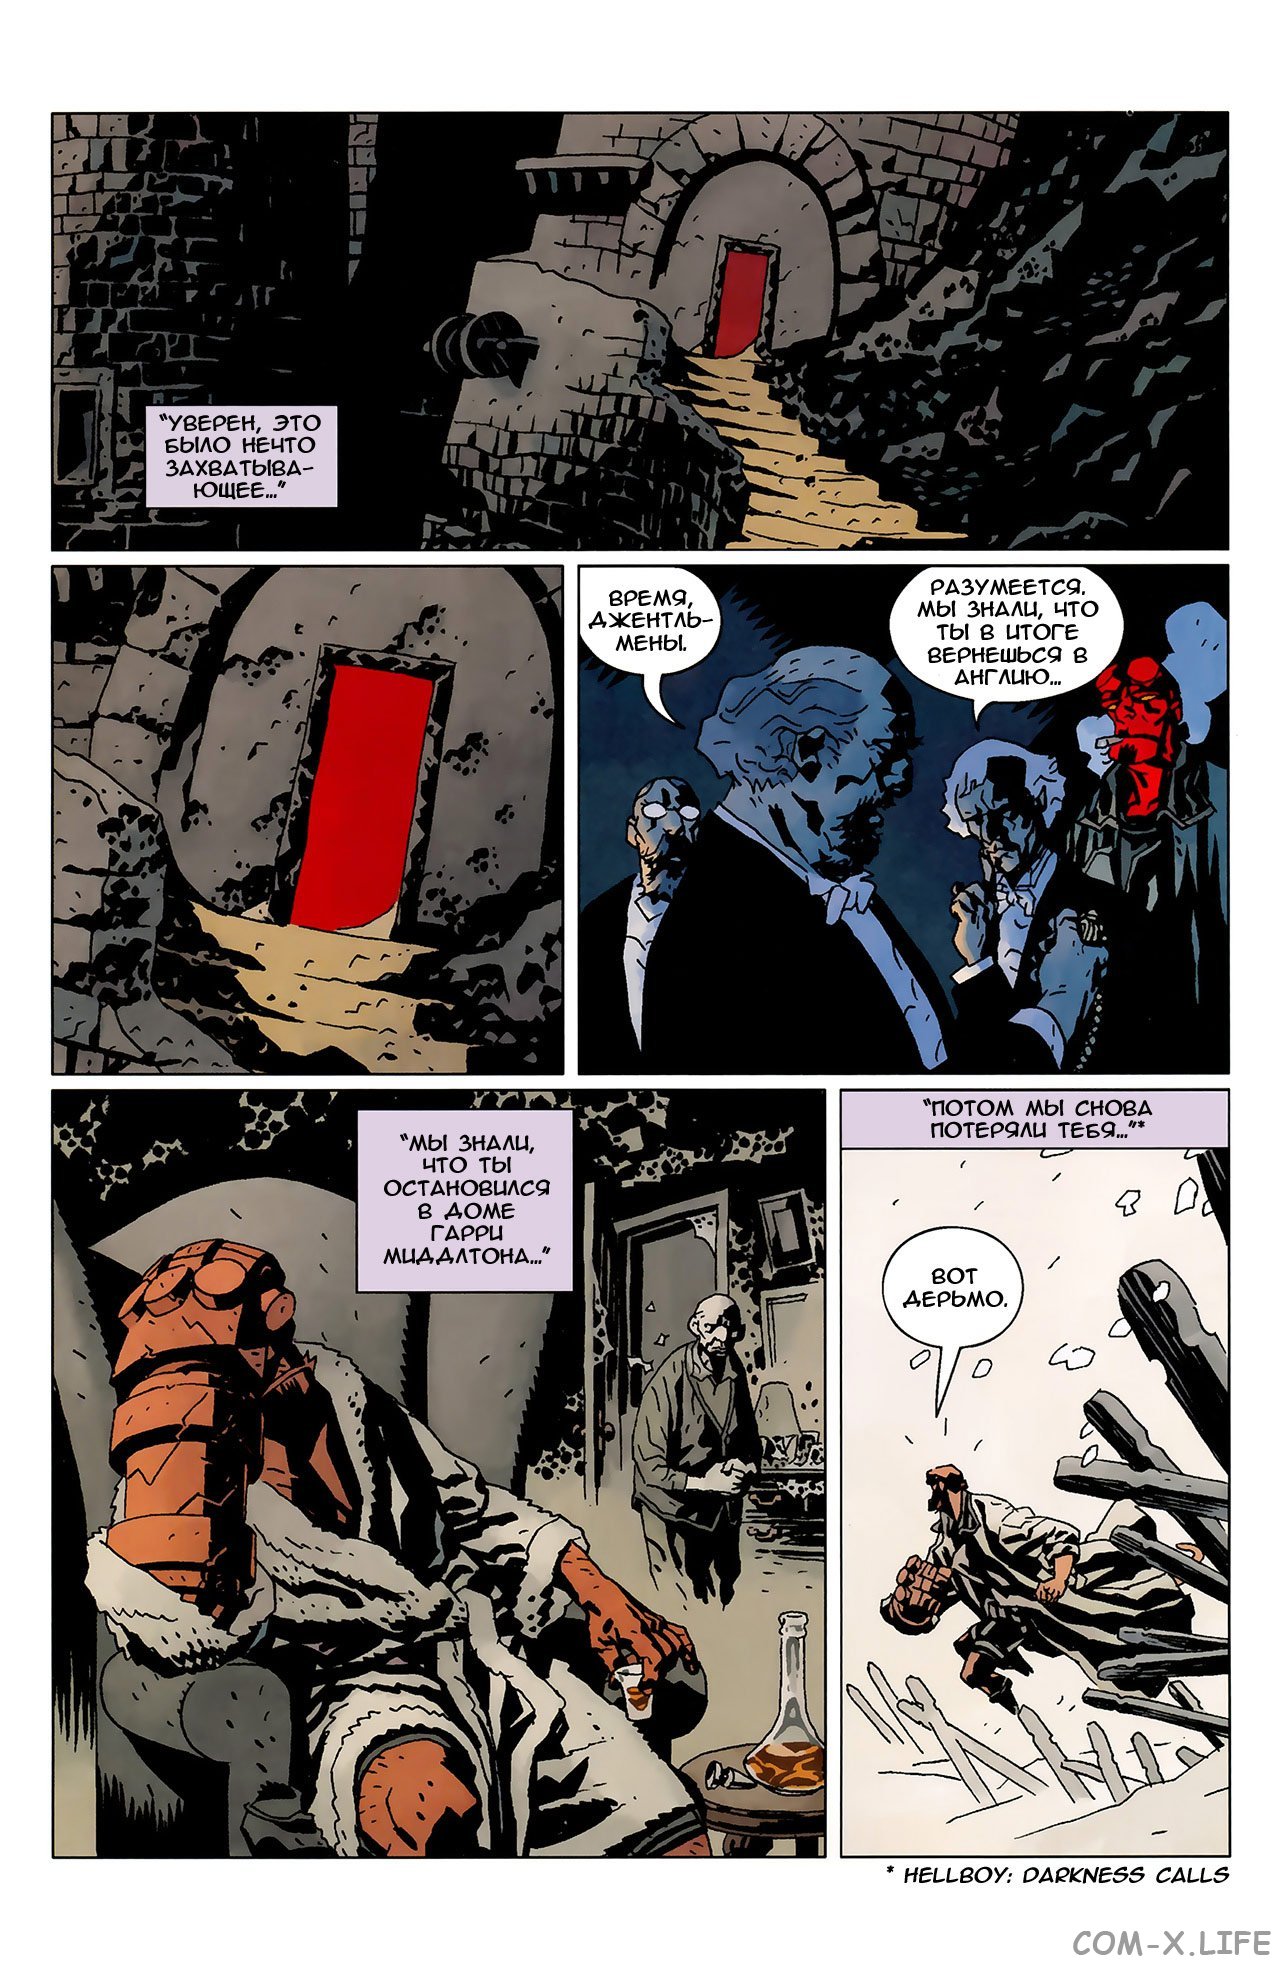 "УВЕРЕН, ЭТО
БЫЛО НЕЧТО
ЗАХВАТЫВА-
ЮЩЕЕ..."
ВРЕМЯ,
ДЖЕНТЛЬ-
МЕНЫ.
РАЗУМЕЕТСЯ.
МЫ ЗНАЛИ, ЧТО
ТЫ В ИТОГЕ
ВЕРНЕШЬСЯ В
АНГЛИЮ...
"МЫ ЗНАЛИ,
ЧТО ТЫ
ОСТАНОВИЛСЯ
В ДОМЕ
ГАРРИ
МИДДЛТОНА..."
"ПОТОМ МЫ СНОВА
ПОТЕРЯЛИ ТЕБЯ..."*
ВОТ
ДЕРЬМО.
* HELLBOY: DARKNESS CALLS
COM-X.LIFE